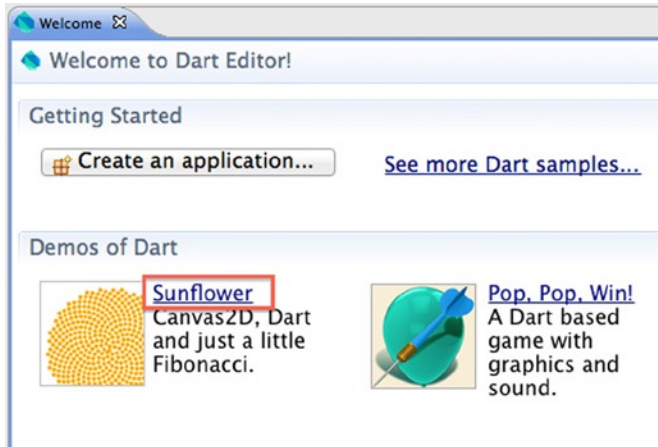 Welcome
Welcome to Dart Editor!
Getting Started
Create an application...
See more Dart samples...
Demos of Dart
Sunflower
Canvas2D, Dart
and just a little
Fibonacci.
Pop, Pop, Win!
A Dart based
game with
graphics and
sound.